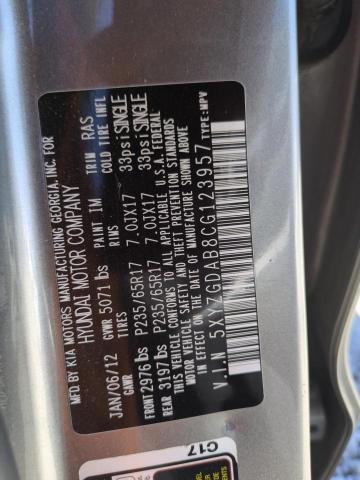 MFD. BY KIA MOTORS MANUFACTURING GEORGIA, INC. FOR
HYUNDAI MOTOR COMPANY
JAN/06/12 GVWR 5071 lbs PAINT IM TRIM RAS
GAWR TIRES RIMS COLD TIRE INFL
FRONT 2976 lbs P235/65R17 7.0JX17 33psi SINGLE
REAR 3197 lbs P235/65R17 7.0JX17 33psi SINGLE
THIS VEHICLE CONFORMS TO ALL APPLICABLE U.S.A. FEDERAL
MOTOR VEHICLE SAFETY AND THEFT PREVENTION STANDARDS
IN EFFECT ON THE DATE OF MANUFACTURE SHOWN ABOVE
V.I.N 5XYZGDAB8CG123957 TYPE:MPV
C17